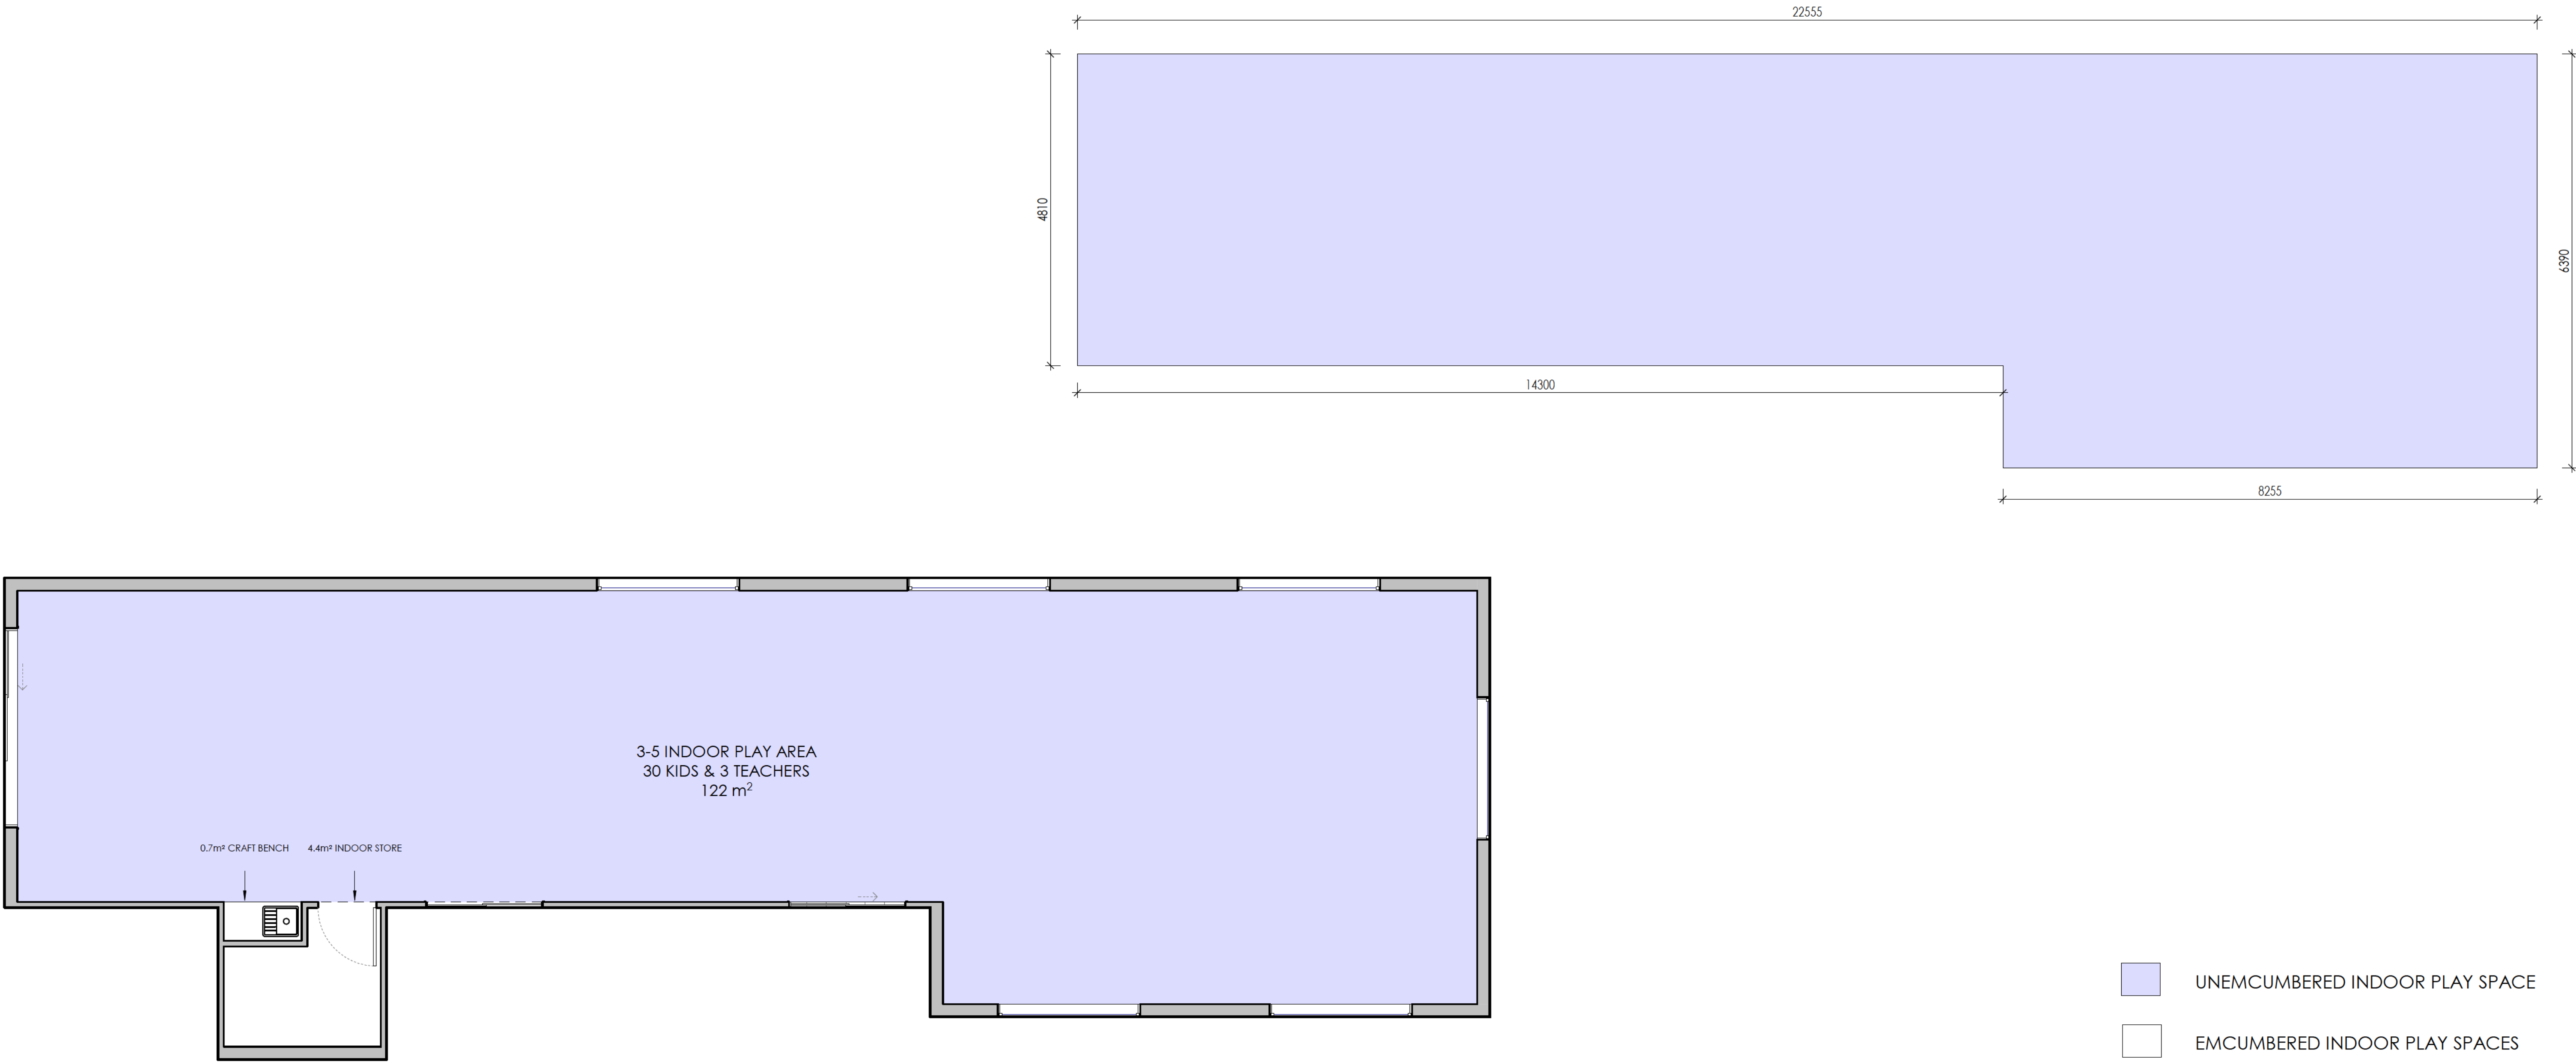 22555
4810
6390
14300
8255
3-5 INDOOR PLAY AREA
30 KIDS & 3 TEACHERS
122 m²
0.7m² CRAFT BENCH
4.4m² INDOOR STORE
UNEMCUMBERED INDOOR PLAY SPACE
EMCUMBERED INDOOR PLAY SPACES